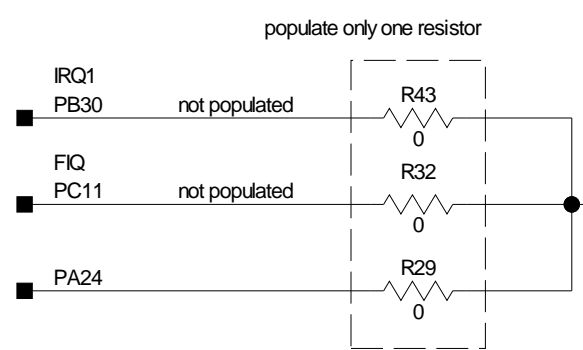 populate only one resistor
IRQ1
PB30 not populated R43
0
FIQ
PC11 not populated R32
0
PA24 R29
0